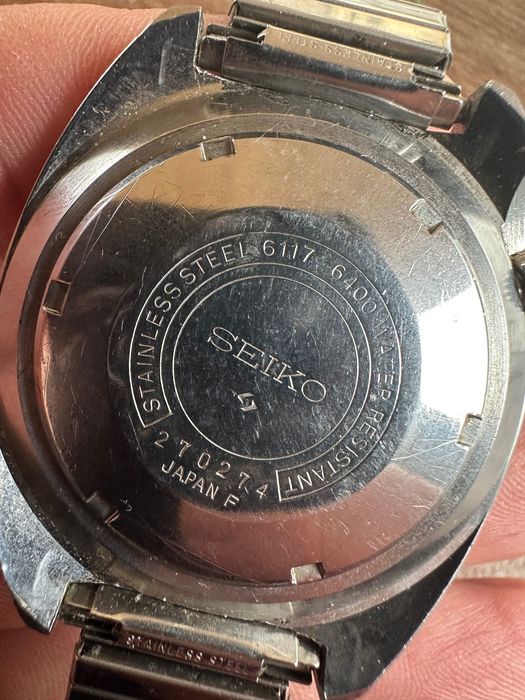 STAINLESS STEEL
STAINLESS STEEL 6117 6400 WATER RESISTANT
SEIKO
270274
JAPAN F
STAINLESS STEEL